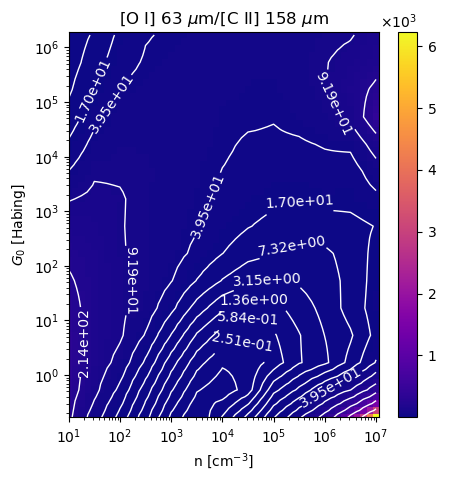 [O I] 63 μm/[C II] 158 μm
×10³
10⁶
10⁵
10⁴
10³
10²
10¹
10⁰
G₀ [Habing]
1.70e+01
3.95e+01
9.19e+01
3.95e+01
1.70e+01
7.32e+00
9.19e+01
3.15e+00
1.36e+00
5.84e-01
2.14e+02
2.51e-01
3.95e+01
6
5
4
3
2
1
10¹ 10² 10³ 10⁴ 10⁵ 10⁶ 10⁷
n [cm⁻³]